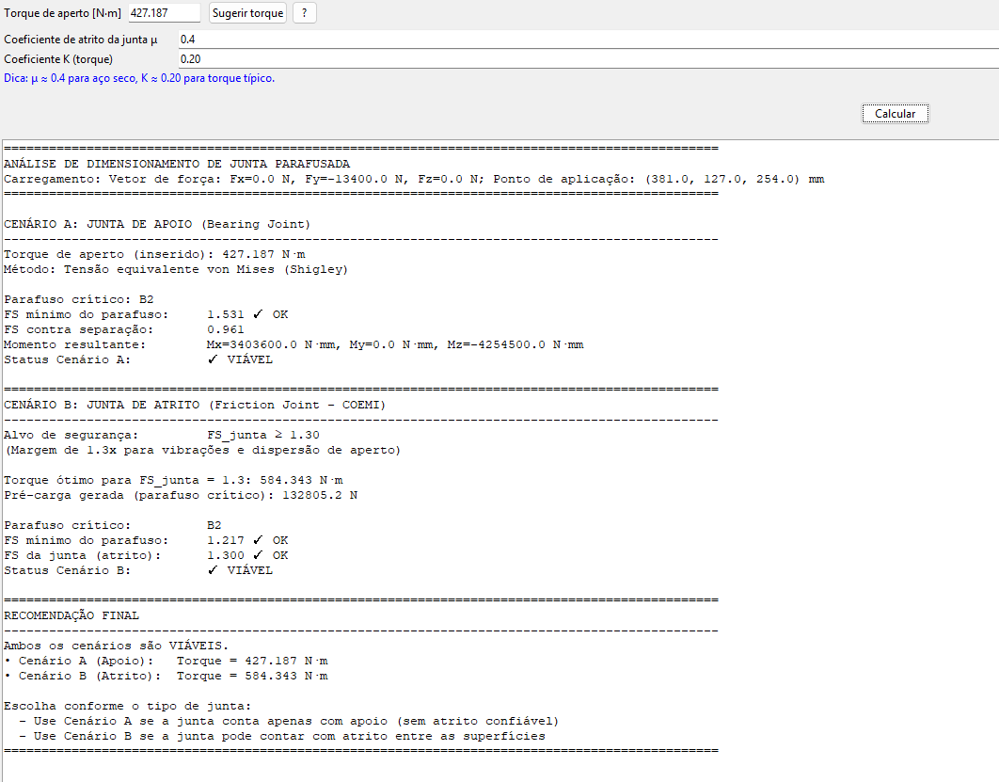 Torque de aperto [N·m] 427.187 Sugerir torque ?
Coeficiente de atrito da junta μ 0.4
Coeficiente K (torque) 0.20
Dica: μ ≈ 0.4 para aço seco, K ≈ 0.20 para torque típico.
Calcular
===============================================================================================
ANÁLISE DE DIMENSIONAMENTO DE JUNTA PARAFUSADA
Carregamento: Vetor de força: Fx=0.0 N, Fy=-13400.0 N, Fz=0.0 N; Ponto de aplicação: (381.0, 127.0, 254.0) mm
===============================================================================================
CENÁRIO A: JUNTA DE APOIO (Bearing Joint)
-----------------------------------------------------------------------------------------------
Torque de aperto (inserido): 427.187 N·m
Método: Tensão equivalente von Mises (Shigley)
Parafuso crítico: B2
FS mínimo do parafuso: 1.531 ✓ OK
FS contra separação: 0.961
Momento resultante: Mx=3403600.0 N·mm, My=0.0 N·mm, Mz=-4254500.0 N·mm
Status Cenário A: ✓ VIÁVEL
===============================================================================================
CENÁRIO B: JUNTA DE ATRITO (Friction Joint - COEMI)
-----------------------------------------------------------------------------------------------
Alvo de segurança: FS_junta ≥ 1.30
(Margem de 1.3x para vibrações e dispersão de aperto)
Torque ótimo para FS_junta = 1.3: 584.343 N·m
Pré-carga gerada (parafuso crítico): 132805.2 N
Parafuso crítico: B2
FS mínimo do parafuso: 1.217 ✓ OK
FS da junta (atrito): 1.300 ✓ OK
Status Cenário B: ✓ VIÁVEL
===============================================================================================
RECOMENDAÇÃO FINAL
-----------------------------------------------------------------------------------------------
Ambos os cenários são VIÁVEIS.
• Cenário A (Apoio): Torque = 427.187 N·m
• Cenário B (Atrito): Torque = 584.343 N·m
Escolha conforme o tipo de junta:
- Use Cenário A se a junta conta apenas com apoio (sem atrito confiável)
- Use Cenário B se a junta pode contar com atrito entre as superfícies
===============================================================================================